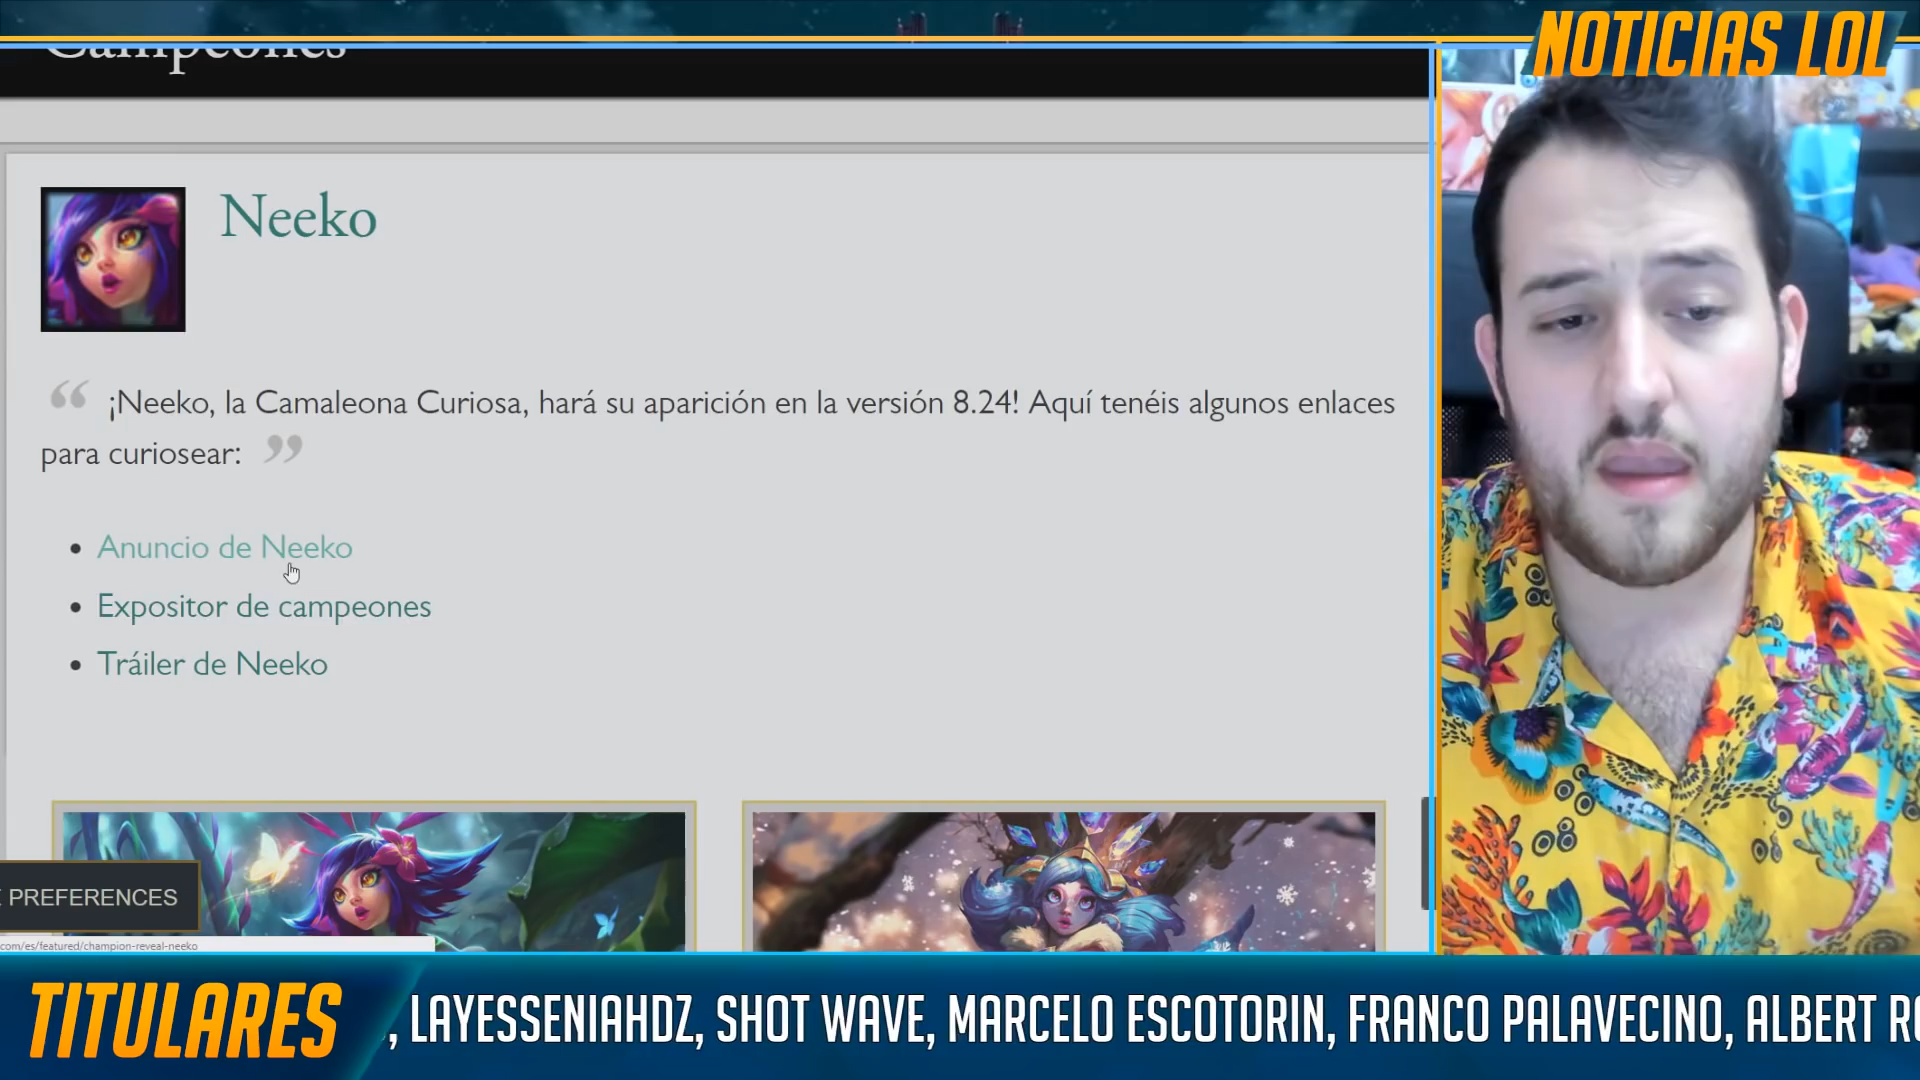 Campeones
NOTICIAS LOL
Neeko
“ ¡Neeko, la Camaleona Curiosa, hará su aparición en la versión 8.24! Aquí tenéis algunos enlaces
para curiosear: ”
• Anuncio de Neeko
• Expositor de campeones
• Tráiler de Neeko
PREFERENCES
com/es/featured/champion-reveal-neeko
TITULARES
, LAYESSENIAHDZ, SHOT WAVE, MARCELO ESCOTORIN, FRANCO PALAVECINO, ALBERT